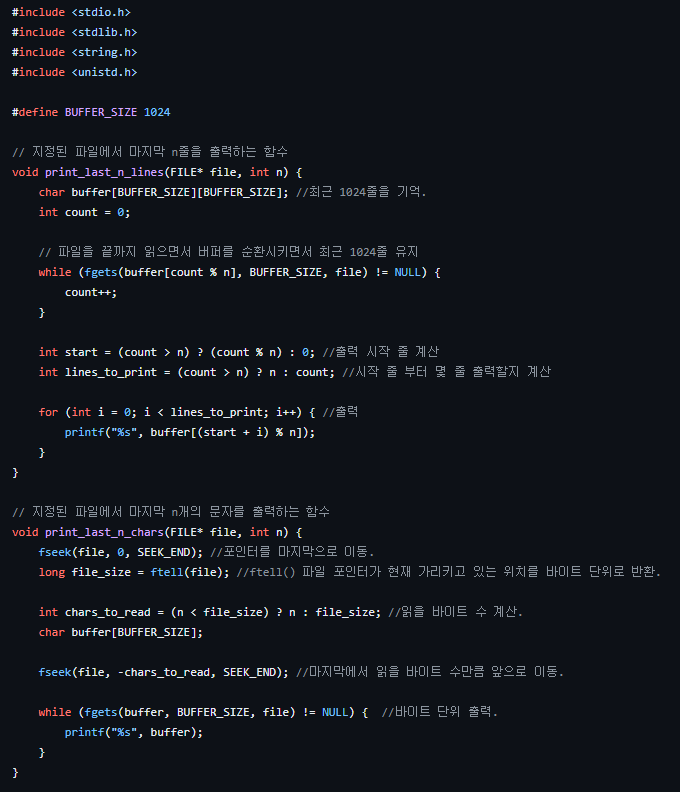 #include <stdio.h>
#include <stdlib.h>
#include <string.h>
#include <unistd.h>
#define BUFFER_SIZE 1024
// 지정된 파일에서 마지막 n줄을 출력하는 함수
void print_last_n_lines(FILE* file, int n) {
    char buffer[BUFFER_SIZE][BUFFER_SIZE]; //최근 1024줄을 기억.
    int count = 0;
    // 파일을 끝까지 읽으면서 버퍼를 순환시키면서 최근 1024줄 유지
    while (fgets(buffer[count % n], BUFFER_SIZE, file) != NULL) {
        count++;
    }
    int start = (count > n) ? (count % n) : 0; //출력 시작 줄 계산
    int lines_to_print = (count > n) ? n : count; //시작 줄 부터 몇 줄 출력할지 계산
    for (int i = 0; i < lines_to_print; i++) { //출력
        printf("%s", buffer[(start + i) % n]);
    }
}
// 지정된 파일에서 마지막 n개의 문자를 출력하는 함수
void print_last_n_chars(FILE* file, int n) {
    fseek(file, 0, SEEK_END); //포인터를 마지막으로 이동.
    long file_size = ftell(file); //ftell() 파일 포인터가 현재 가리키고 있는 위치를 바이트 단위로 반환.
    int chars_to_read = (n < file_size) ? n : file_size; //읽을 바이트 수 계산.
    char buffer[BUFFER_SIZE];
    fseek(file, -chars_to_read, SEEK_END); //마지막에서 읽을 바이트 수만큼 앞으로 이동.
    while (fgets(buffer, BUFFER_SIZE, file) != NULL) {  //바이트 단위 출력.
        printf("%s", buffer);
    }
}